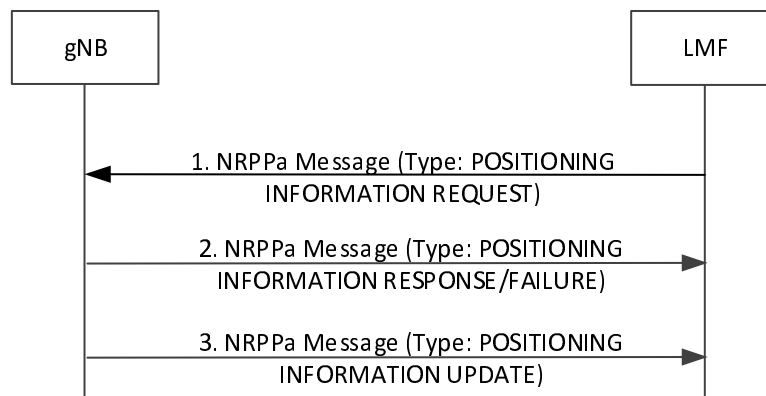 gNB
LMF
1. NRPPa Message (Type: POSITIONING
INFORMATION REQUEST)
2. NRPPa Message (Type: POSITIONING
INFORMATION RESPONSE/FAILURE)
3. NRPPa Message (Type: POSITIONING
INFORMATION UPDATE)